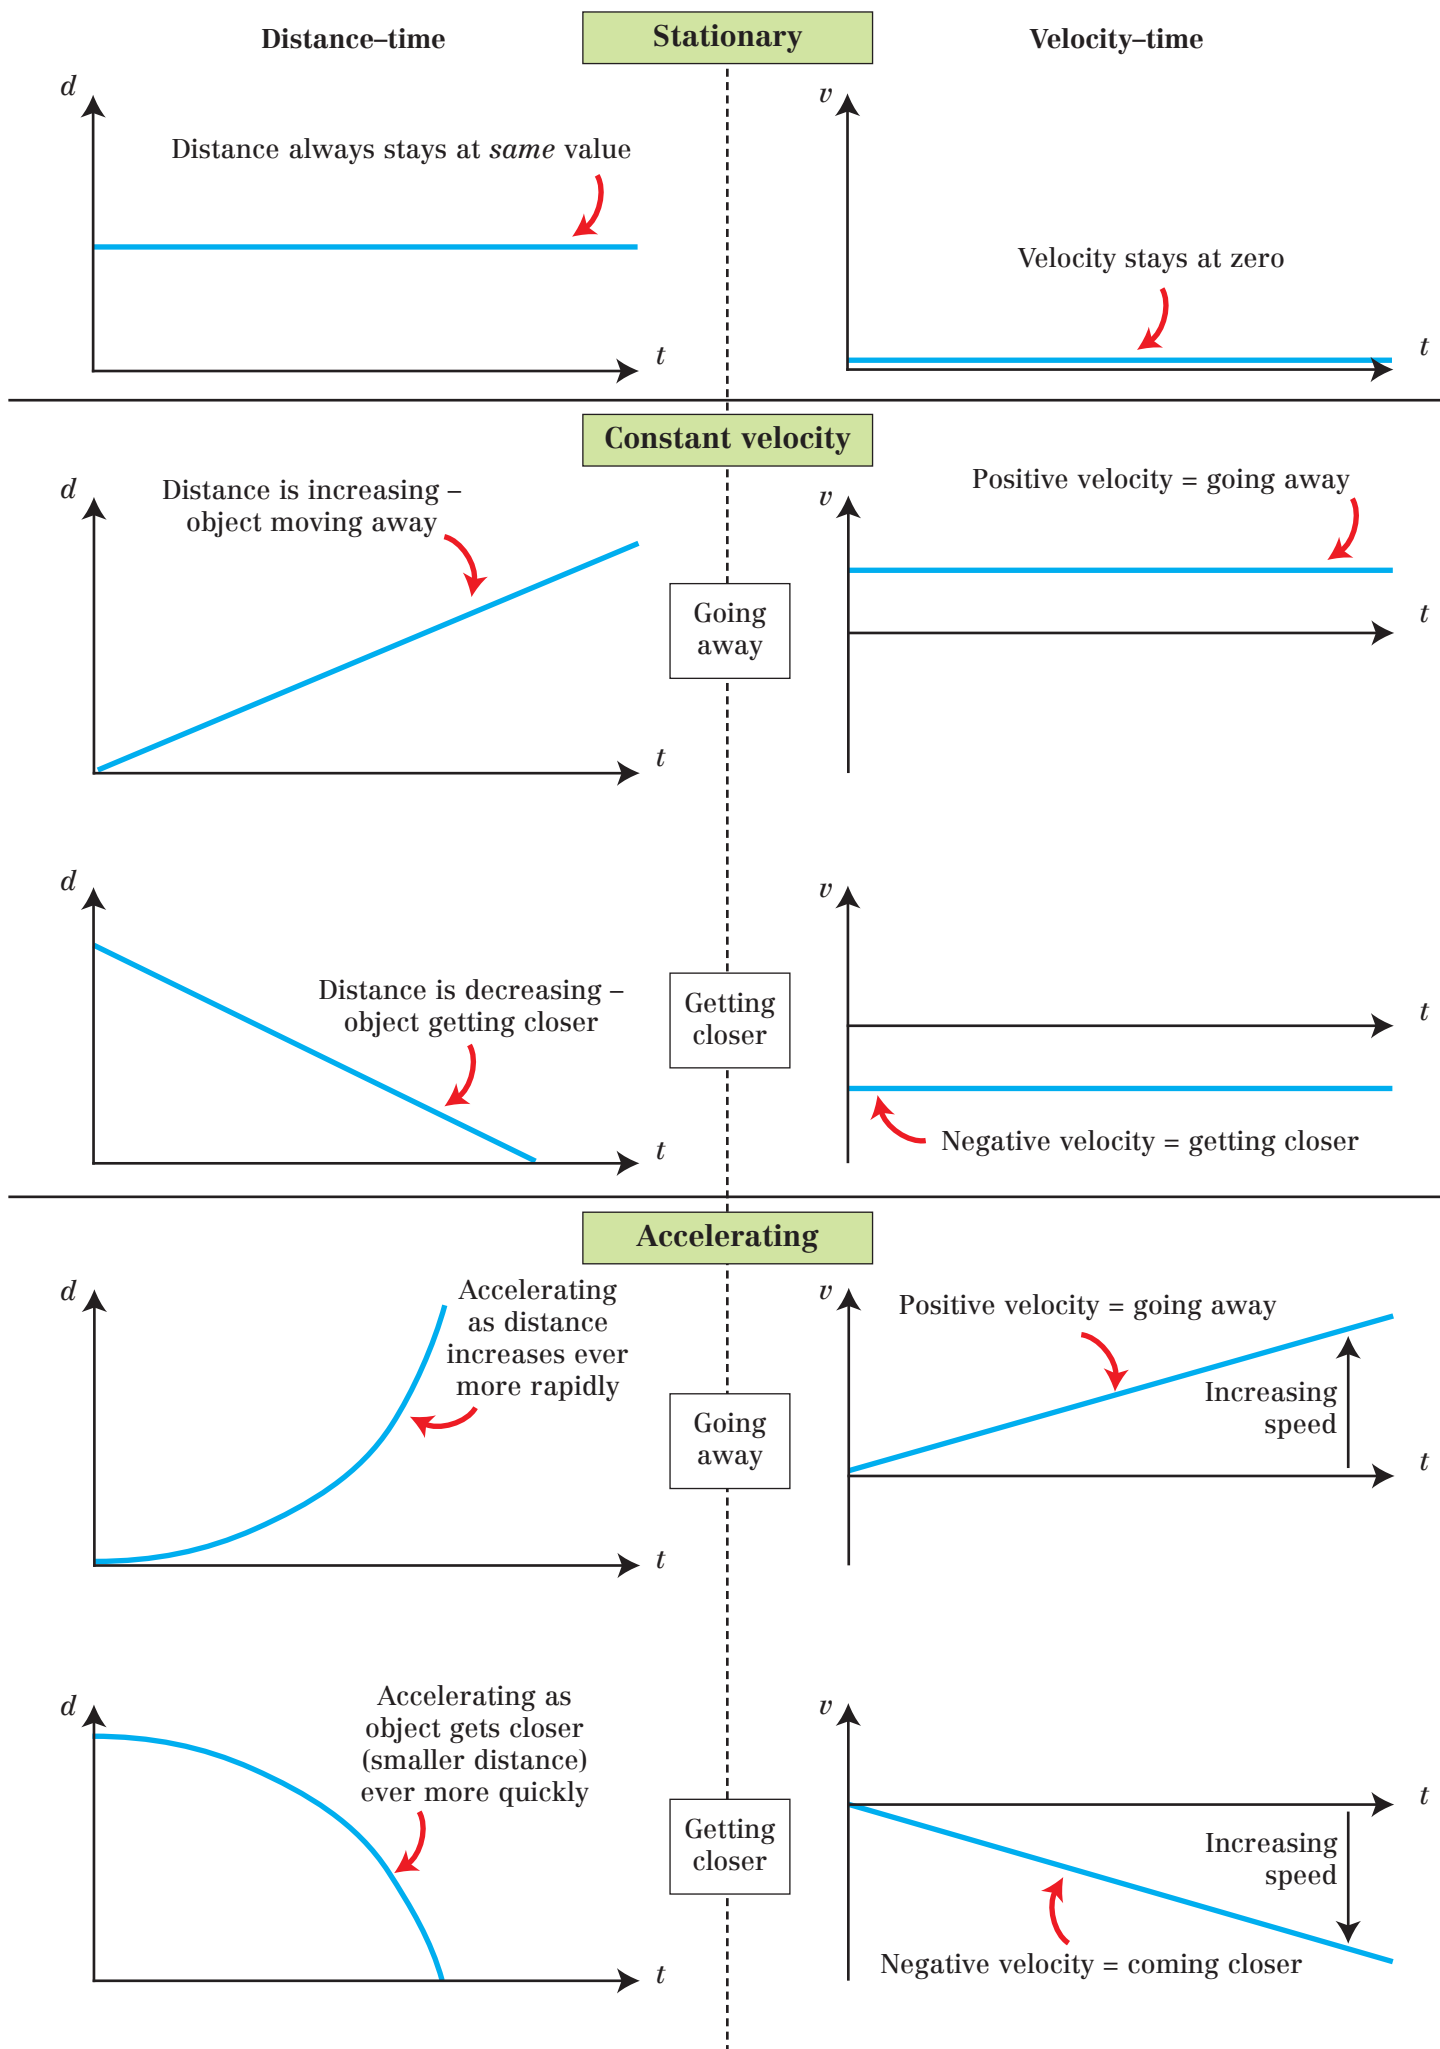 Distance–time
Stationary
Velocity–time
d
Distance always stays at same value
t
v
Velocity stays at zero
t
Constant velocity
d
Distance is increasing –
object moving away
t
Going
away
v
Positive velocity = going away
t
d
Distance is decreasing –
object getting closer
t
Getting
closer
v
t
Negative velocity = getting closer
Accelerating
d
Accelerating
as distance
increases ever
more rapidly
t
Going
away
v
Positive velocity = going away
Increasing
speed
t
d
Accelerating as
object gets closer
(smaller distance)
ever more quickly
t
Getting
closer
v
t
Increasing
speed
Negative velocity = coming closer